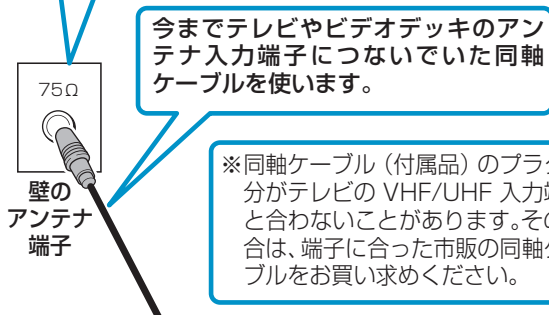 今までテレビやビデオデッキのアン
テナ入力端子につないでいた同軸
ケーブルを使います。
75Ω
壁の
アンテナ
端子
※同軸ケーブル（付属品）のプラ
分がテレビの VHF/UHF 入力
と合わないことがあります。その
合は、端子に合った市販の同軸
ブルをお買い求めください。